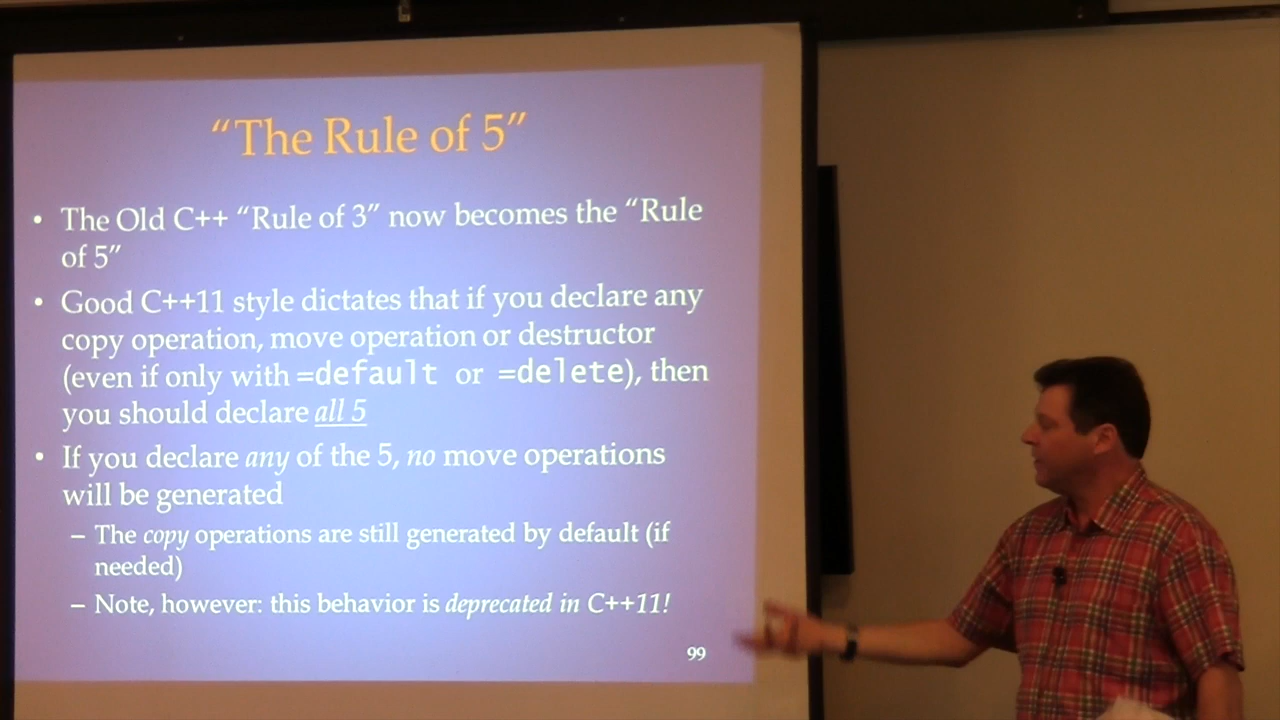 “The Rule of 5”
• The Old C++ “Rule of 3” now becomes the “Rule
of 5”
• Good C++11 style dictates that if you declare any
copy operation, move operation or destructor
(even if only with =default or =delete), then
you should declare all 5
• If you declare any of the 5, no move operations
will be generated
– The copy operations are still generated by default (if
needed)
– Note, however: this behavior is deprecated in C++11!
99